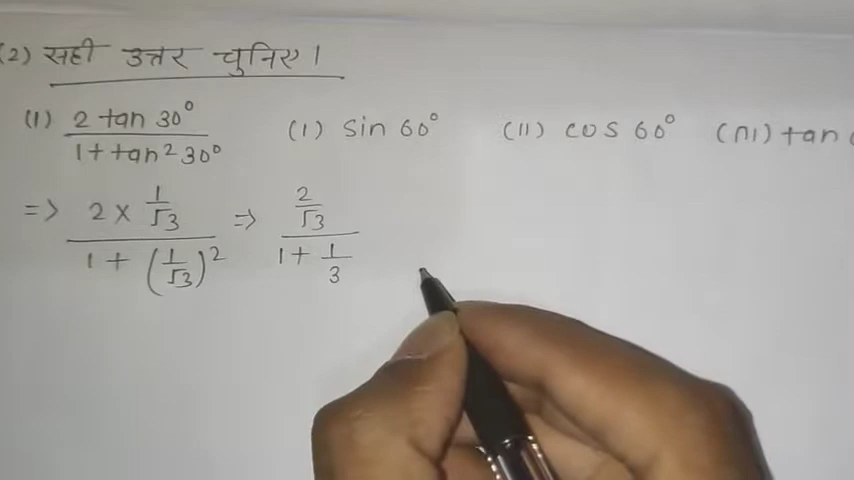 (2) सही उत्तर चुनिए।
(1) 2 tan 30° / 1 + tan² 30° (I) sin 60° (II) cos 60° (III) tan
=> 2 × 1/√3 / 1 + (1/√3)² => 2/√3 / 1 + 1/3